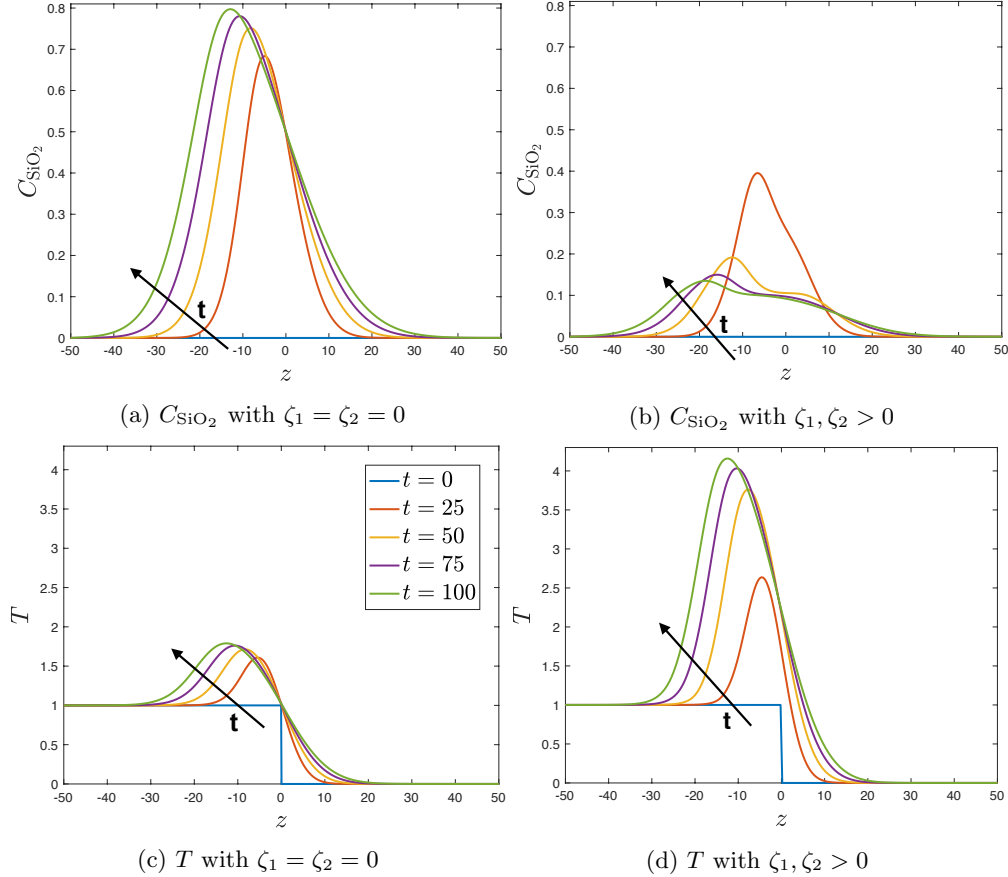 0.8
0.7
0.6
0.5
0.4
0.3
0.2
0.1
0
C_SiO₂
t
-50 -40 -30 -20 -10 0 10 20 30 40 50
z
(a) C_SiO₂ with ζ₁ = ζ₂ = 0
0.8
0.7
0.6
0.5
0.4
0.3
0.2
0.1
0
C_SiO₂
t
-50 -40 -30 -20 -10 0 10 20 30 40 50
z
(b) C_SiO₂ with ζ₁, ζ₂ > 0
4
3.5
3
2.5
2
1.5
1
0.5
0
T
t = 0
t = 25
t = 50
t = 75
t = 100
t
-50 -40 -30 -20 -10 0 10 20 30 40 50
z
(c) T with ζ₁ = ζ₂ = 0
4
3.5
3
2.5
2
1.5
1
0.5
0
T
t
-50 -40 -30 -20 -10 0 10 20 30 40 50
z
(d) T with ζ₁, ζ₂ > 0